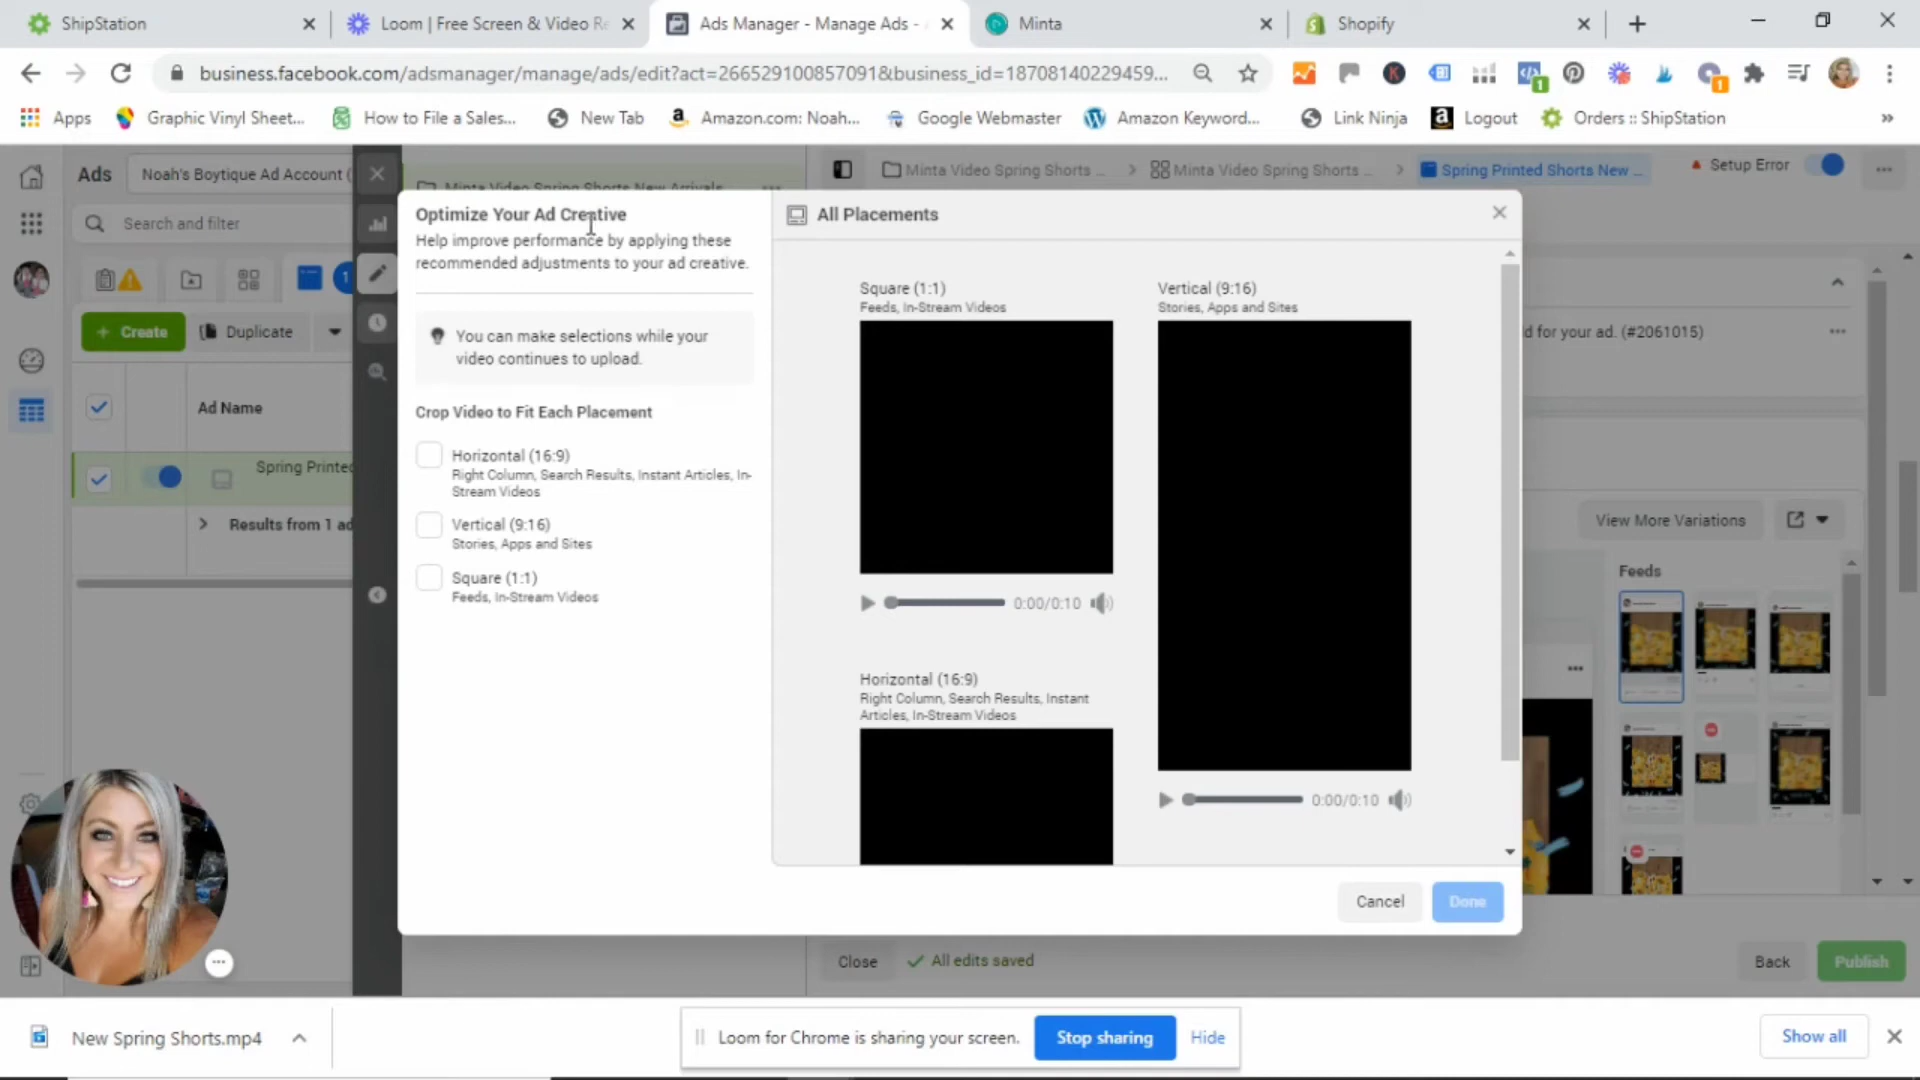 ShipStation
Loom | Free Screen & Video Re
Ads Manager - Manage Ads -
Minta
Shopify
business.facebook.com/adsmanager/manage/ads/edit?act=266529100857091&business_id=18708140229459...
1
1
Apps
Graphic Vinyl Sheet...
How to File a Sales...
New Tab
Amazon.com: Noah...
Google Webmaster
Amazon Keyword...
Link Ninja
Logout
Orders :: ShipStation
Ads
Noah's Boytique Ad Account (
Search and filter
1
+ Create
Duplicate
Ad Name
Spring Printed
Results from 1 ad
Minta Video Spring Shorts New Arrivals
Minta Video Spring Shorts ...
Minta Video Spring Shorts ...
Spring Printed Shorts New ...
Setup Error
Optimize Your Ad Creative
Help improve performance by applying these
recommended adjustments to your ad creative.
You can make selections while your
video continues to upload.
Crop Video to Fit Each Placement
Horizontal (16:9)
Right Column, Search Results, Instant Articles, In-
Stream Videos
Vertical (9:16)
Stories, Apps and Sites
Square (1:1)
Feeds, In-Stream Videos
All Placements
Square (1:1)
Feeds, In-Stream Videos
0:00/0:10
Vertical (9:16)
Stories, Apps and Sites
0:00/0:10
Horizontal (16:9)
Right Column, Search Results, Instant
Articles, In-Stream Videos
Cancel
Done
d for your ad. (#2061015)
View More Variations
Feeds
Close
All edits saved
Back
Publish
New Spring Shorts.mp4
Loom for Chrome is sharing your screen.
Stop sharing
Hide
Show all